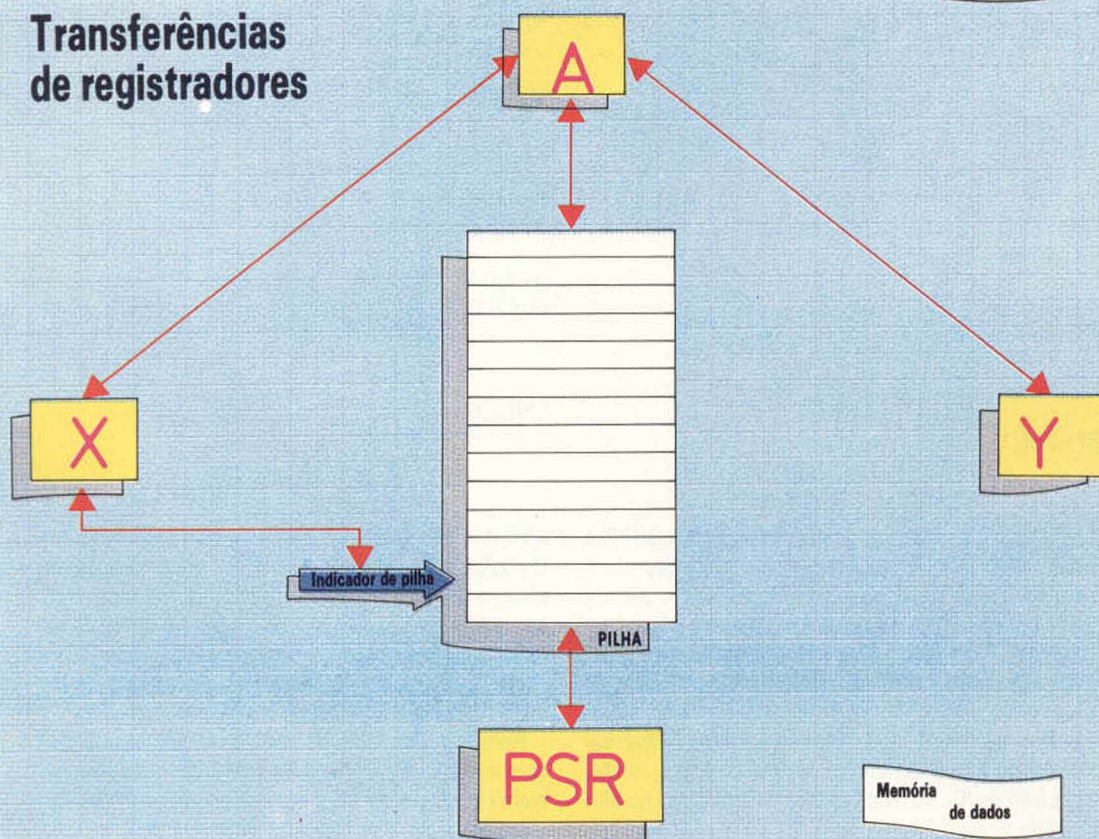 Transferências
de registradores
A
X
Y
Indicador de pilha
PILHA
PSR
Memória
de dados